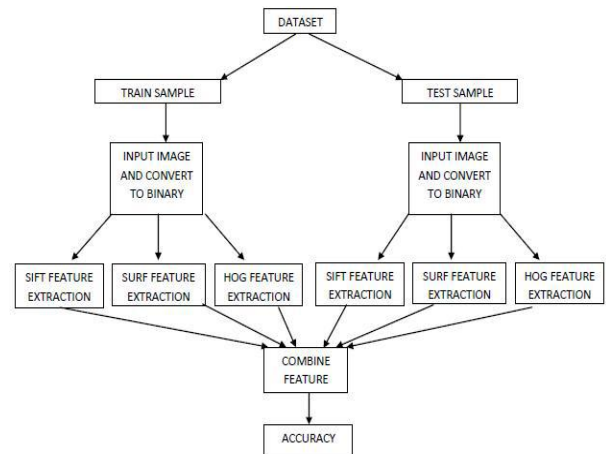 DATASET
TRAIN SAMPLE
TEST SAMPLE
INPUT IMAGE
AND CONVERT
TO BINARY
INPUT IMAGE
AND CONVERT
TO BINARY
SIFT FEATURE
EXTRACTION
SURF FEATURE
EXTRACTION
HOG FEATURE
EXTRACTION
SIFT FEATURE
EXTRACTION
SURF FEATURE
EXTRACTION
HOG FEATURE
EXTRACTION
COMBINE
FEATURE
ACCURACY